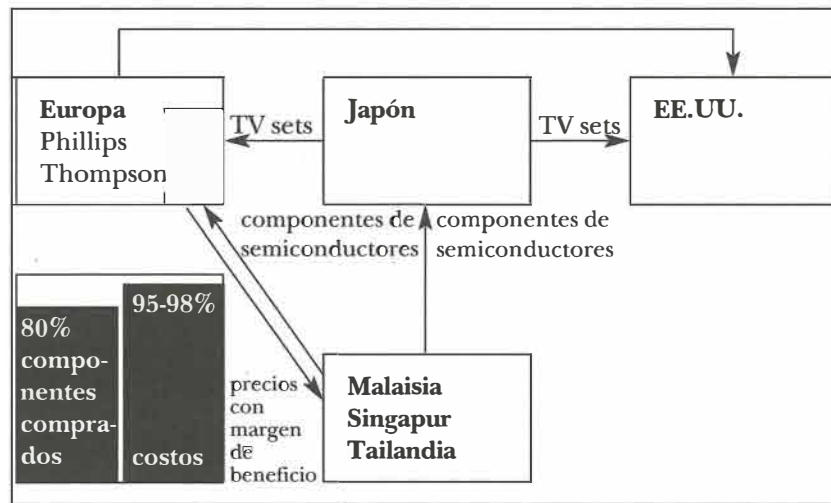 Europa
Phillips
Thompson
TV sets
Japón
TV sets
EE.UU.
componentes de
semiconductores
componentes de
semiconductores
80%
compo-
nentes
compra-
dos
95-98%
costos
precios
con
margen
de
beneficio
Malaisia
Singapur
Tailandia